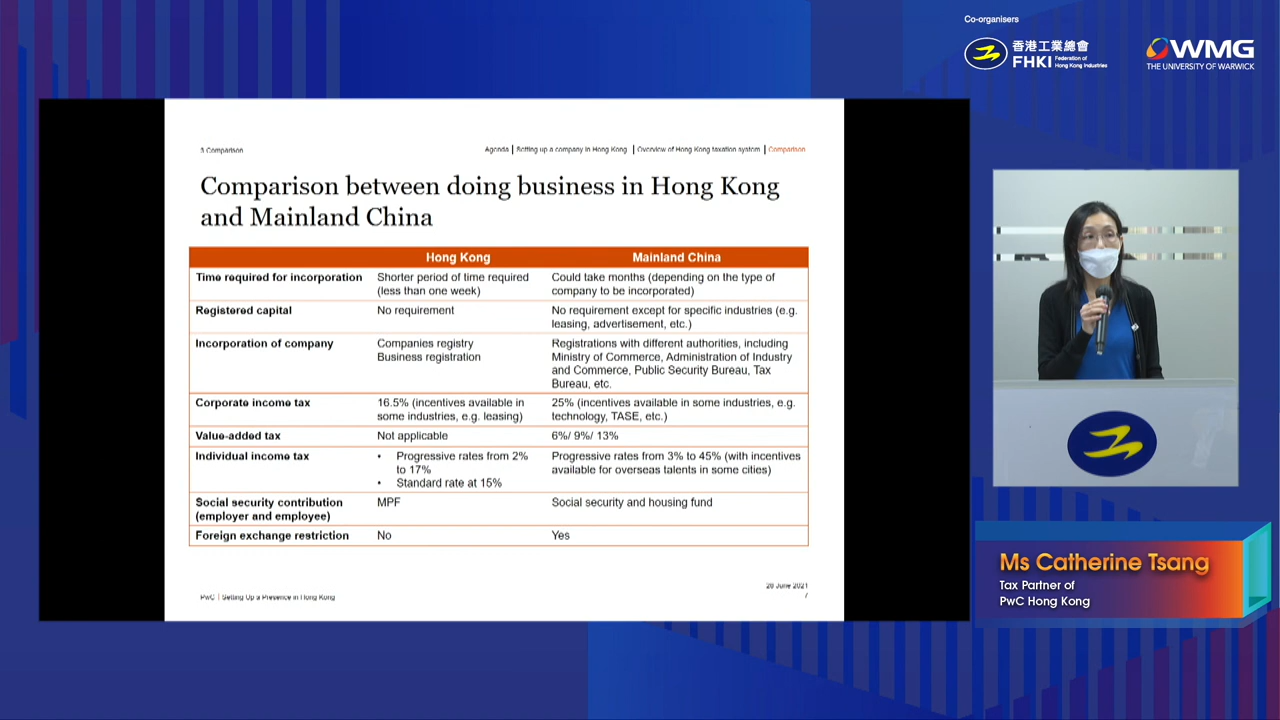 Co-organisers
香港工業總會
FHKI Federation of Hong Kong Industries
WMG
THE UNIVERSITY OF WARWICK
3 Comparison
Agenda | Setting up a company in Hong Kong | Overview of Hong Kong taxation system | Comparison
Comparison between doing business in Hong Kong
and Mainland China
Hong Kong
Mainland China
Time required for incorporation
Shorter period of time required
(less than one week)
Could take months (depending on the type of
company to be incorporated)
Registered capital
No requirement
No requirement except for specific industries (e.g.
leasing, advertisement, etc.)
Incorporation of company
Companies registry
Business registration
Registrations with different authorities, including
Ministry of Commerce, Administration of Industry
and Commerce, Public Security Bureau, Tax
Bureau, etc.
Corporate income tax
16.5% (incentives available in
some industries, e.g. leasing)
25% (incentives available in some industries, e.g.
technology, TASE, etc.)
Value-added tax
Not applicable
6%/ 9%/ 13%
Individual income tax
• Progressive rates from 2%
to 17%
• Standard rate at 15%
Progressive rates from 3% to 45% (with incentives
available for overseas talents in some cities)
Social security contribution
(employer and employee)
MPF
Social security and housing fund
Foreign exchange restriction
No
Yes
PwC | Setting Up a Presence in Hong Kong
Ms Catherine Tsang
Tax Partner of
PwC Hong Kong